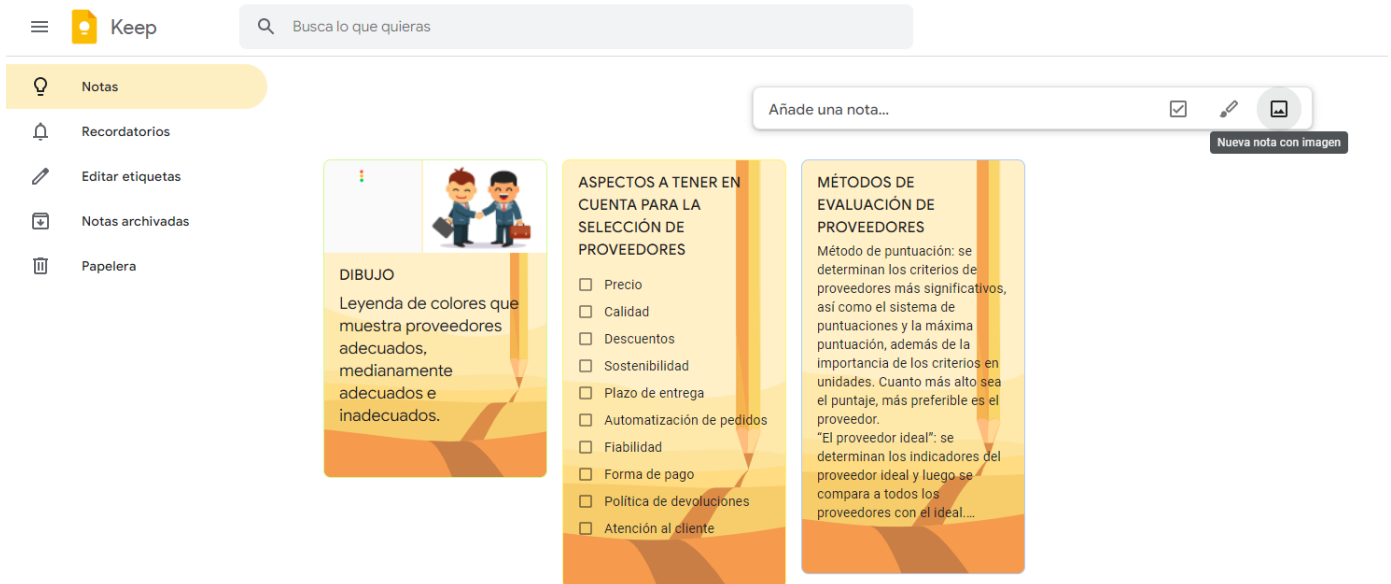 Keep
Busca lo que quieras
Notas
Recordatorios
Editar etiquetas
Notas archivadas
Papelera
Añade una nota...
Nueva nota con imagen
DIBUJO
Leyenda de colores que
muestra proveedores
adecuados,
medianamente
adecuados e
inadecuados.
ASPECTOS A TENER EN
CUENTA PARA LA
SELECCIÓN DE
PROVEEDORES
Precio
Calidad
Descuentos
Sostenibilidad
Plazo de entrega
Automatización de pedidos
Fiabilidad
Forma de pago
Política de devoluciones
Atención al cliente
MÉTODOS DE
EVALUACIÓN DE
PROVEEDORES
Método de puntuación: se
determinan los criterios de
proveedores más significativos,
así como el sistema de
puntuaciones y la máxima
puntuación, además de la
importancia de los criterios en
unidades. Cuanto más alto sea
el puntaje, más preferible es el
proveedor.
“El proveedor ideal”: se
determinan los indicadores del
proveedor ideal y luego se
compara a todos los
proveedores con el ideal....